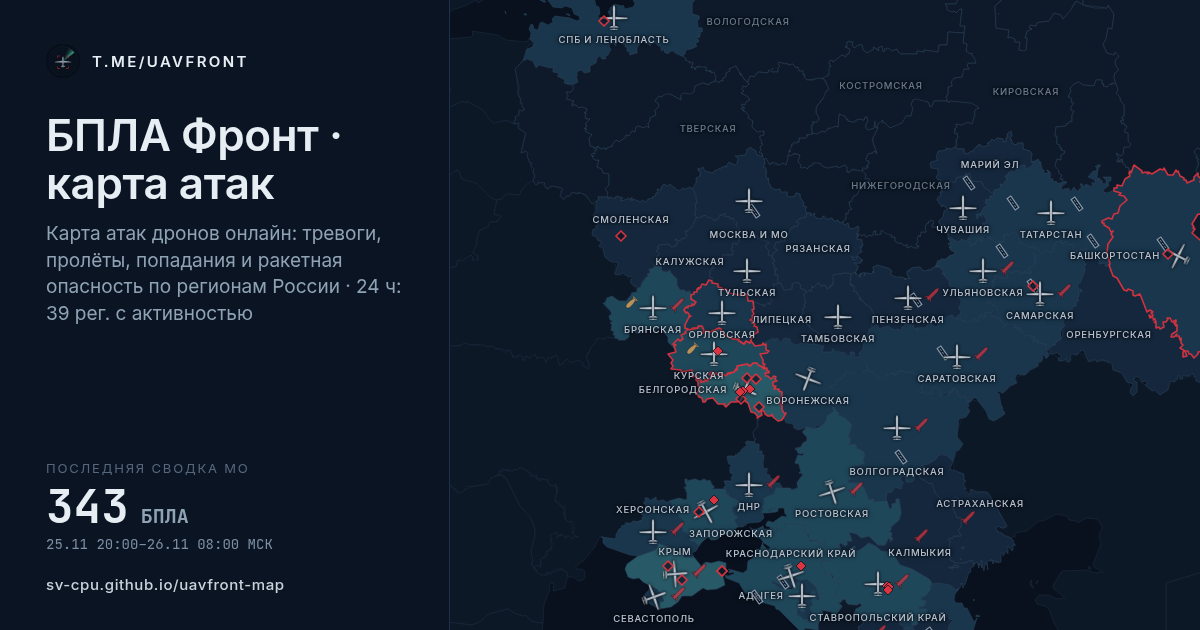 T.ME/UAVFRONT
БПЛА Фронт ·
карта атак
Карта атак дронов онлайн: тревоги,
пролёты, попадания и ракетная
опасность по регионам России · 24 ч:
39 рег. с активностью
ПОСЛЕДНЯЯ СВОДКА МО
343 БПЛА
25.11 20:00–26.11 08:00 МСК
sv-cpu.github.io/uavfront-map
ВОЛОГОДСКАЯ
СПБ И ЛЕНОБЛАСТЬ
КОСТРОМСКАЯ
КИРОВСКАЯ
ТВЕРСКАЯ
МАРИЙ ЭЛ
НИЖЕГОРОДСКАЯ
СМОЛЕНСКАЯ
ЧУВАШИЯ
МОСКВА И МО
ТАТАРСТАН
РЯЗАНСКАЯ
БАШКОРТОСТАН
КАЛУЖСКАЯ
ТУЛЬСКАЯ
УЛЬЯНОВСКАЯ
САМАРСКАЯ
ЛИПЕЦКАЯ
ПЕНЗЕНСКАЯ
БРЯНСКАЯ
ОРЛОВСКАЯ
ТАМБОВСКАЯ
ОРЕНБУРГСКАЯ
КУРСКАЯ
САРАТОВСКАЯ
БЕЛГОРОДСКАЯ
ВОРОНЕЖСКАЯ
ВОЛГОГРАДСКАЯ
АСТРАХАНСКАЯ
ДНР
ХЕРСОНСКАЯ
РОСТОВСКАЯ
ЗАПОРОЖСКАЯ
КРЫМ
КРАСНОДАРСКИЙ КРАЙ
КАЛМЫКИЯ
АДЫГЕЯ
СЕВАСТОПОЛЬ
СТАВРОПОЛЬСКИЙ КРАЙ